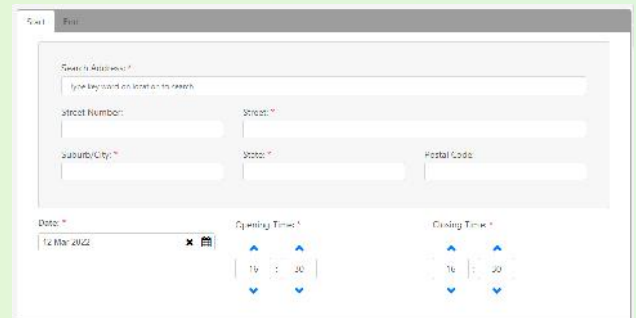 Start End
Search Address: *
Type key word on location to search
Street Number: Street: *
Suburb/City: * State: * Postal Code:
Date: * Opening Time: * Closing Time: *
12 Mar 2022 16 : 30 16 : 30